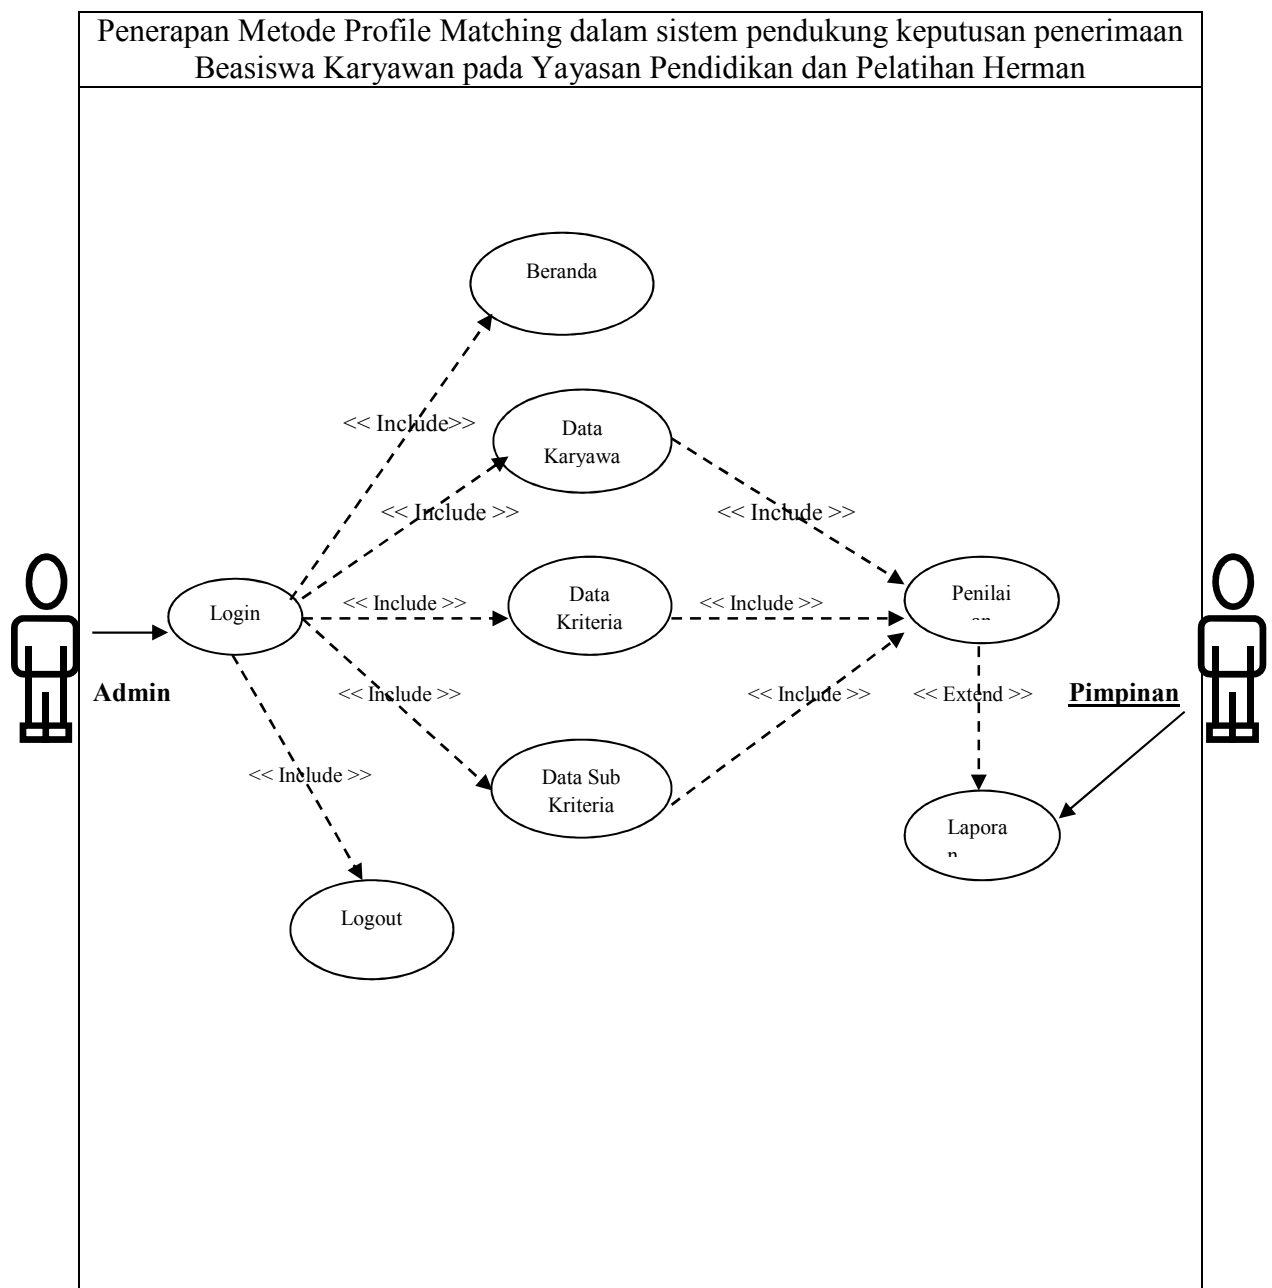 Penerapan Metode Profile Matching dalam sistem pendukung keputusan penerimaan
Beasiswa Karyawan pada Yayasan Pendidikan dan Pelatihan Herman
Beranda
<< Include>>
Data
Karyawa
<< Include >>
<< Include >>
Login
<< Include >>
Data
Kriteria
<< Include >>
Penilai
an
Admin
<< Include >>
<< Include >>
<< Extend >>
Pimpinan
<< Include >>
Data Sub
Kriteria
Lapora
n
Logout